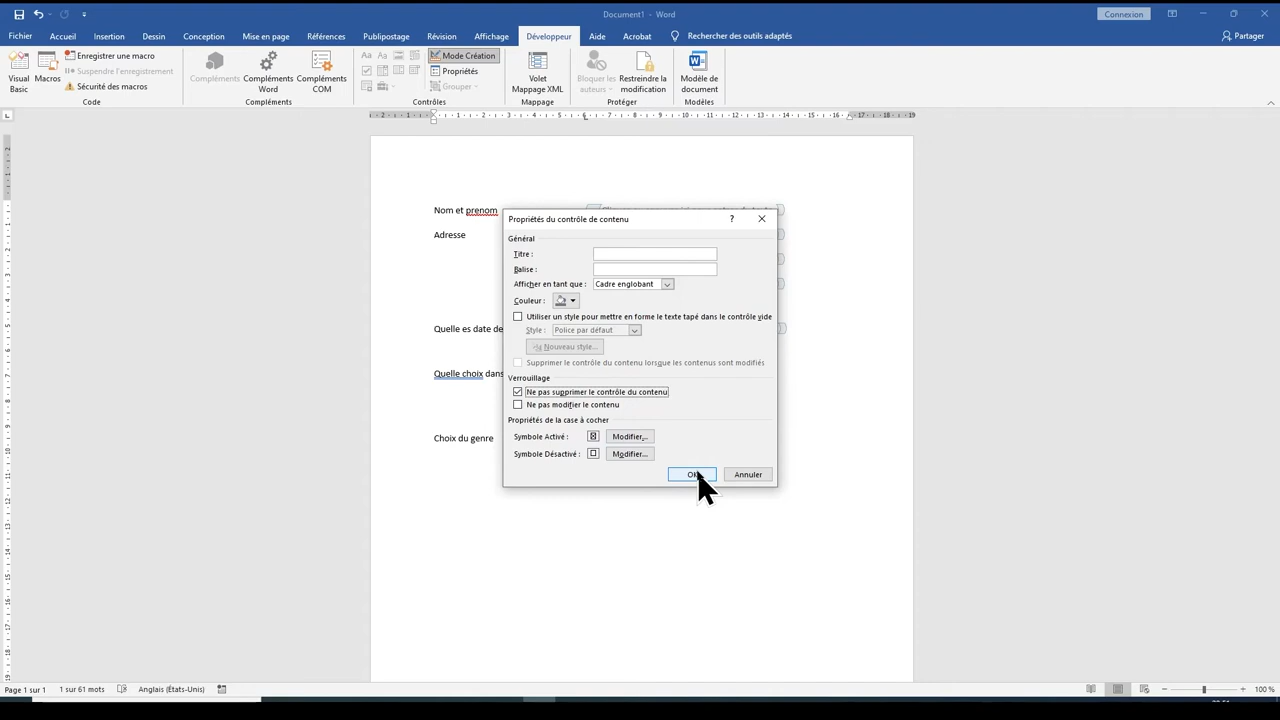 Document1 - Word
Connexion
Fichier Accueil Insertion Dessin Conception Mise en page Références Publipostage Révision Affichage Développeur Aide Acrobat Rechercher des outils adaptés Partager
Visual Basic
Macros
Enregistrer une macro
Suspendre l'enregistrement
Sécurité des macros
Code
Compléments
Compléments Word
Compléments COM
Compléments
Aa Aa
Mode Création
Propriétés
Grouper
Contrôles
Volet Mappage XML
Mappage
Bloquer les auteurs
Restreindre la modification
Protéger
Modèle de document
Modèles
Nom et prenom
Adresse
Quelle es date de
Quelle choix dans
Choix du genre
Propriétés du contrôle de contenu
?
Général
Titre :
Balise :
Afficher en tant que : Cadre englobant
Couleur :
Utiliser un style pour mettre en forme le texte tapé dans le contrôle vide
Style : Police par défaut
Nouveau style...
Supprimer le contrôle du contenu lorsque les contenus sont modifiés
Verrouillage
Ne pas supprimer le contrôle du contenu
Ne pas modifier le contenu
Propriétés de la case à cocher
Symbole Activé : Modifier...
Symbole Désactivé : Modifier...
OK Annuler
Page 1 sur 1 1 sur 61 mots Anglais (États-Unis) 100 %